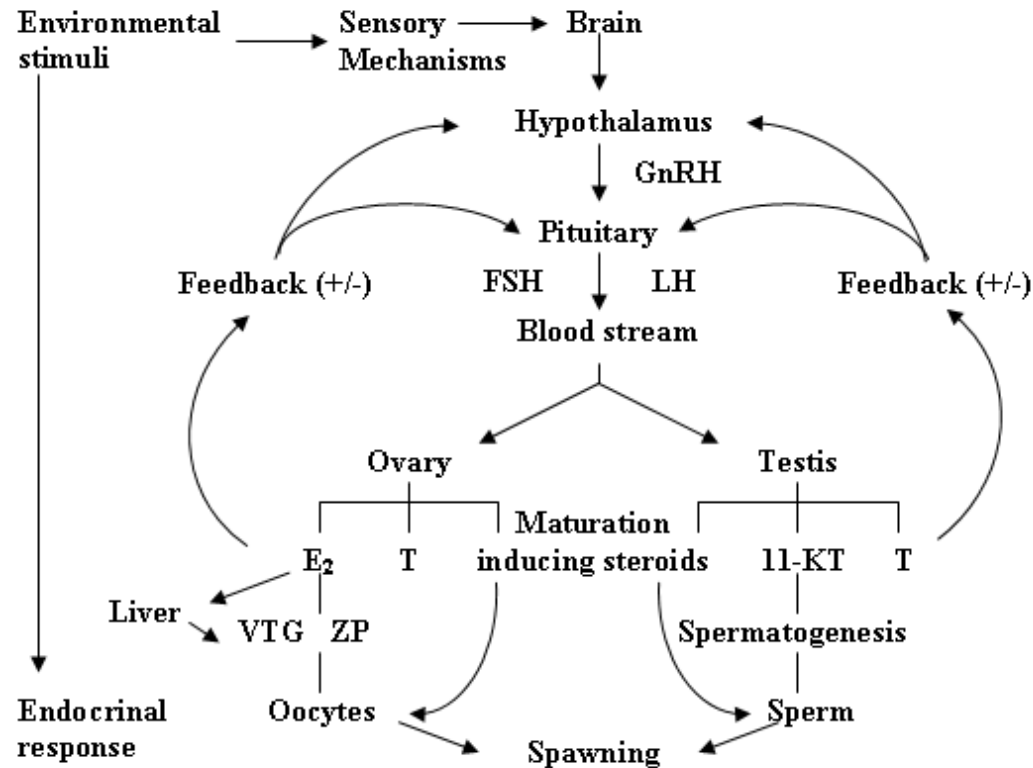 Environmental
stimuli
Sensory
Mechanisms
Brain
Hypothalamus
GnRH
Pituitary
Feedback (+/-)
FSH
LH
Feedback (+/-)
Blood stream
Ovary
Testis
Maturation
inducing steroids
E₂
T
11-KT
T
Liver
VTG
ZP
Spermatogenesis
Endocrinal
response
Oocytes
Sperm
Spawning